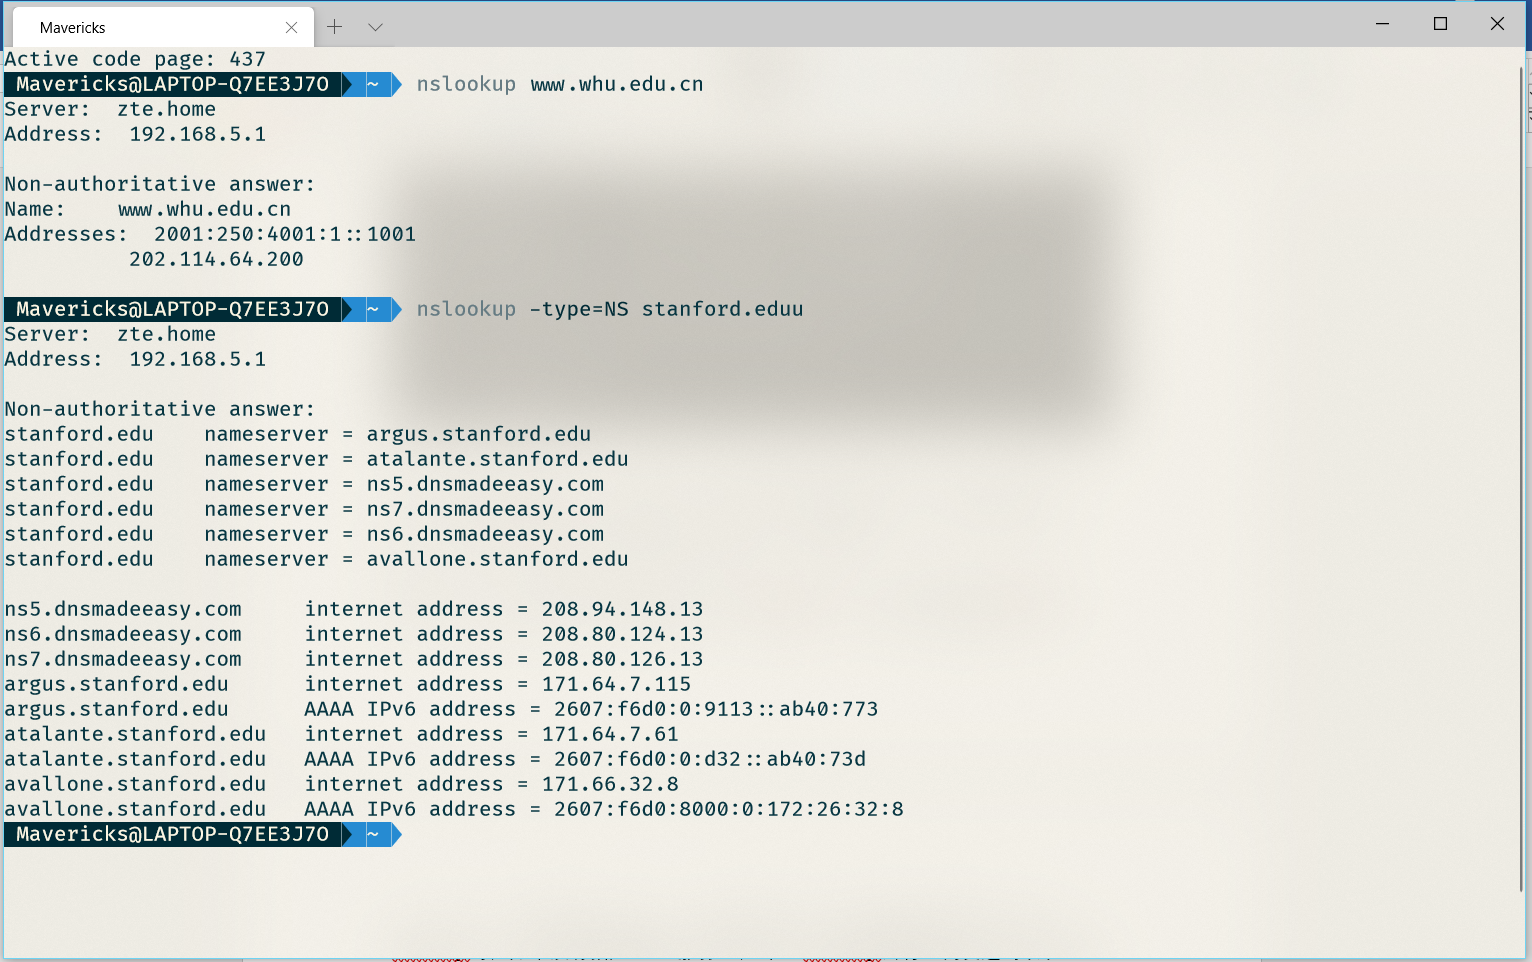 Mavericks
Active code page: 437
Mavericks@LAPTOP-Q7EE3J7O ~ nslookup www.whu.edu.cn
Server:  zte.home
Address:  192.168.5.1
Non-authoritative answer:
Name:    www.whu.edu.cn
Addresses:  2001:250:4001:1::1001
202.114.64.200
Mavericks@LAPTOP-Q7EE3J7O ~ nslookup -type=NS stanford.eduu
Server:  zte.home
Address:  192.168.5.1
Non-authoritative answer:
stanford.edu    nameserver = argus.stanford.edu
stanford.edu    nameserver = atalante.stanford.edu
stanford.edu    nameserver = ns5.dnsmadeeasy.com
stanford.edu    nameserver = ns7.dnsmadeeasy.com
stanford.edu    nameserver = ns6.dnsmadeeasy.com
stanford.edu    nameserver = avallone.stanford.edu
ns5.dnsmadeeasy.com     internet address = 208.94.148.13
ns6.dnsmadeeasy.com     internet address = 208.80.124.13
ns7.dnsmadeeasy.com     internet address = 208.80.126.13
argus.stanford.edu      internet address = 171.64.7.115
argus.stanford.edu      AAAA IPv6 address = 2607:f6d0:0:9113::ab40:773
atalante.stanford.edu   internet address = 171.64.7.61
atalante.stanford.edu   AAAA IPv6 address = 2607:f6d0:0:d32::ab40:73d
avallone.stanford.edu   internet address = 171.66.32.8
avallone.stanford.edu   AAAA IPv6 address = 2607:f6d0:8000:0:172:26:32:8
Mavericks@LAPTOP-Q7EE3J7O ~